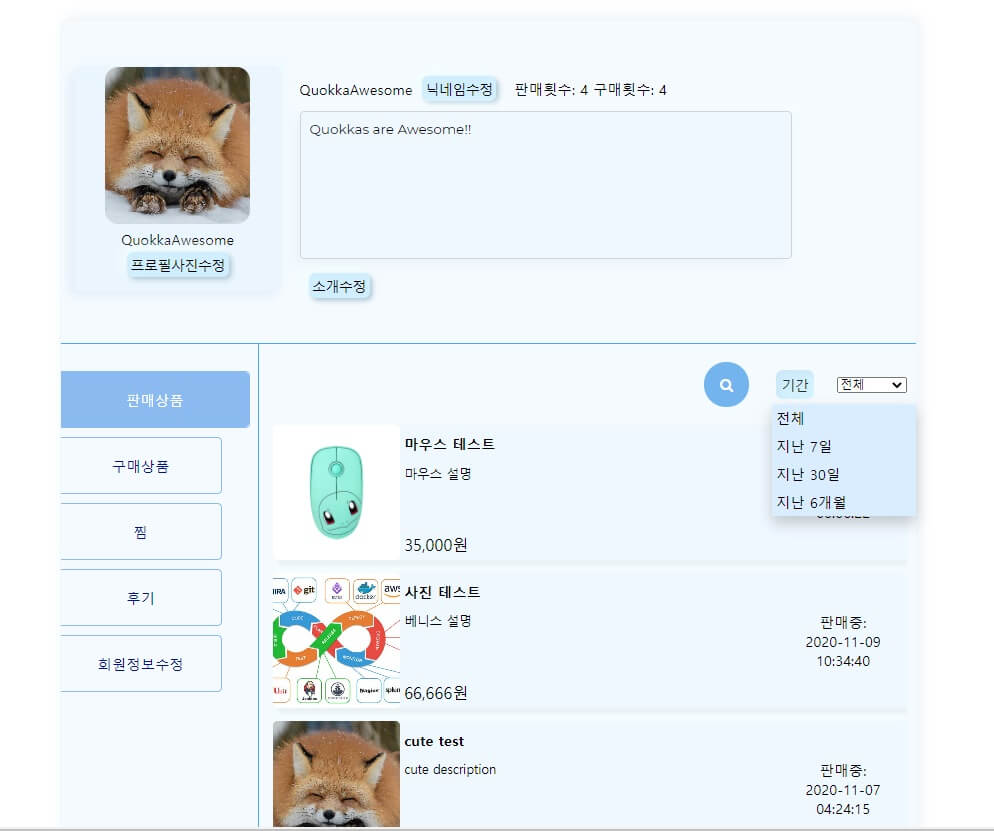 QuokkaAwesome 닉네임수정 판매횟수: 4 구매횟수: 4
Quokkas are Awesome!!
QuokkaAwesome
프로필사진수정
소개수정
판매상품
구매상품
찜
후기
회원정보수정
기간 전체
전체
지난 7일
지난 30일
지난 6개월
마우스 테스트
마우스 설명
35,000원
git
docker
aws
사진 테스트
베니스 설명
판매중:
2020-11-09
10:34:40
Nagios
66,666원
cute test
cute description
판매중:
2020-11-07
04:24:15